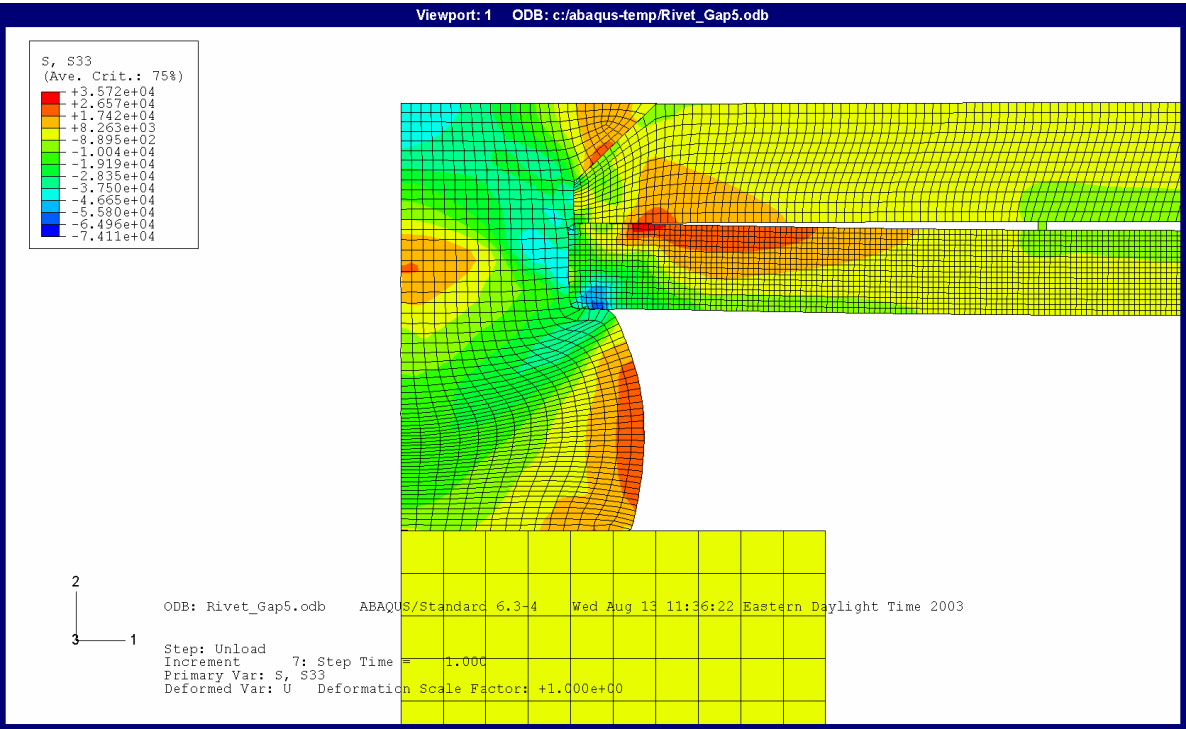 Viewport: 1 ODB: c:/abaqus-temp/Rivet_Gap5.odb
S, S33
(Ave. Crit.: 75%)
+3.572e+04
+2.657e+04
+1.742e+04
+8.263e+03
-8.895e+02
-1.004e+04
-1.919e+04
-2.835e+04
-3.750e+04
-4.665e+04
-5.580e+04
-6.496e+04
-7.411e+04
2
3 1
ODB: Rivet_Gap5.odb ABAQUS/Standard 6.3-4 Wed Aug 13 11:36:22 Eastern Daylight Time 2003
Step: Unload
Increment 7: Step Time = 1.000
Primary Var: S, S33
Deformed Var: U Deformation Scale Factor: +1.000e+00